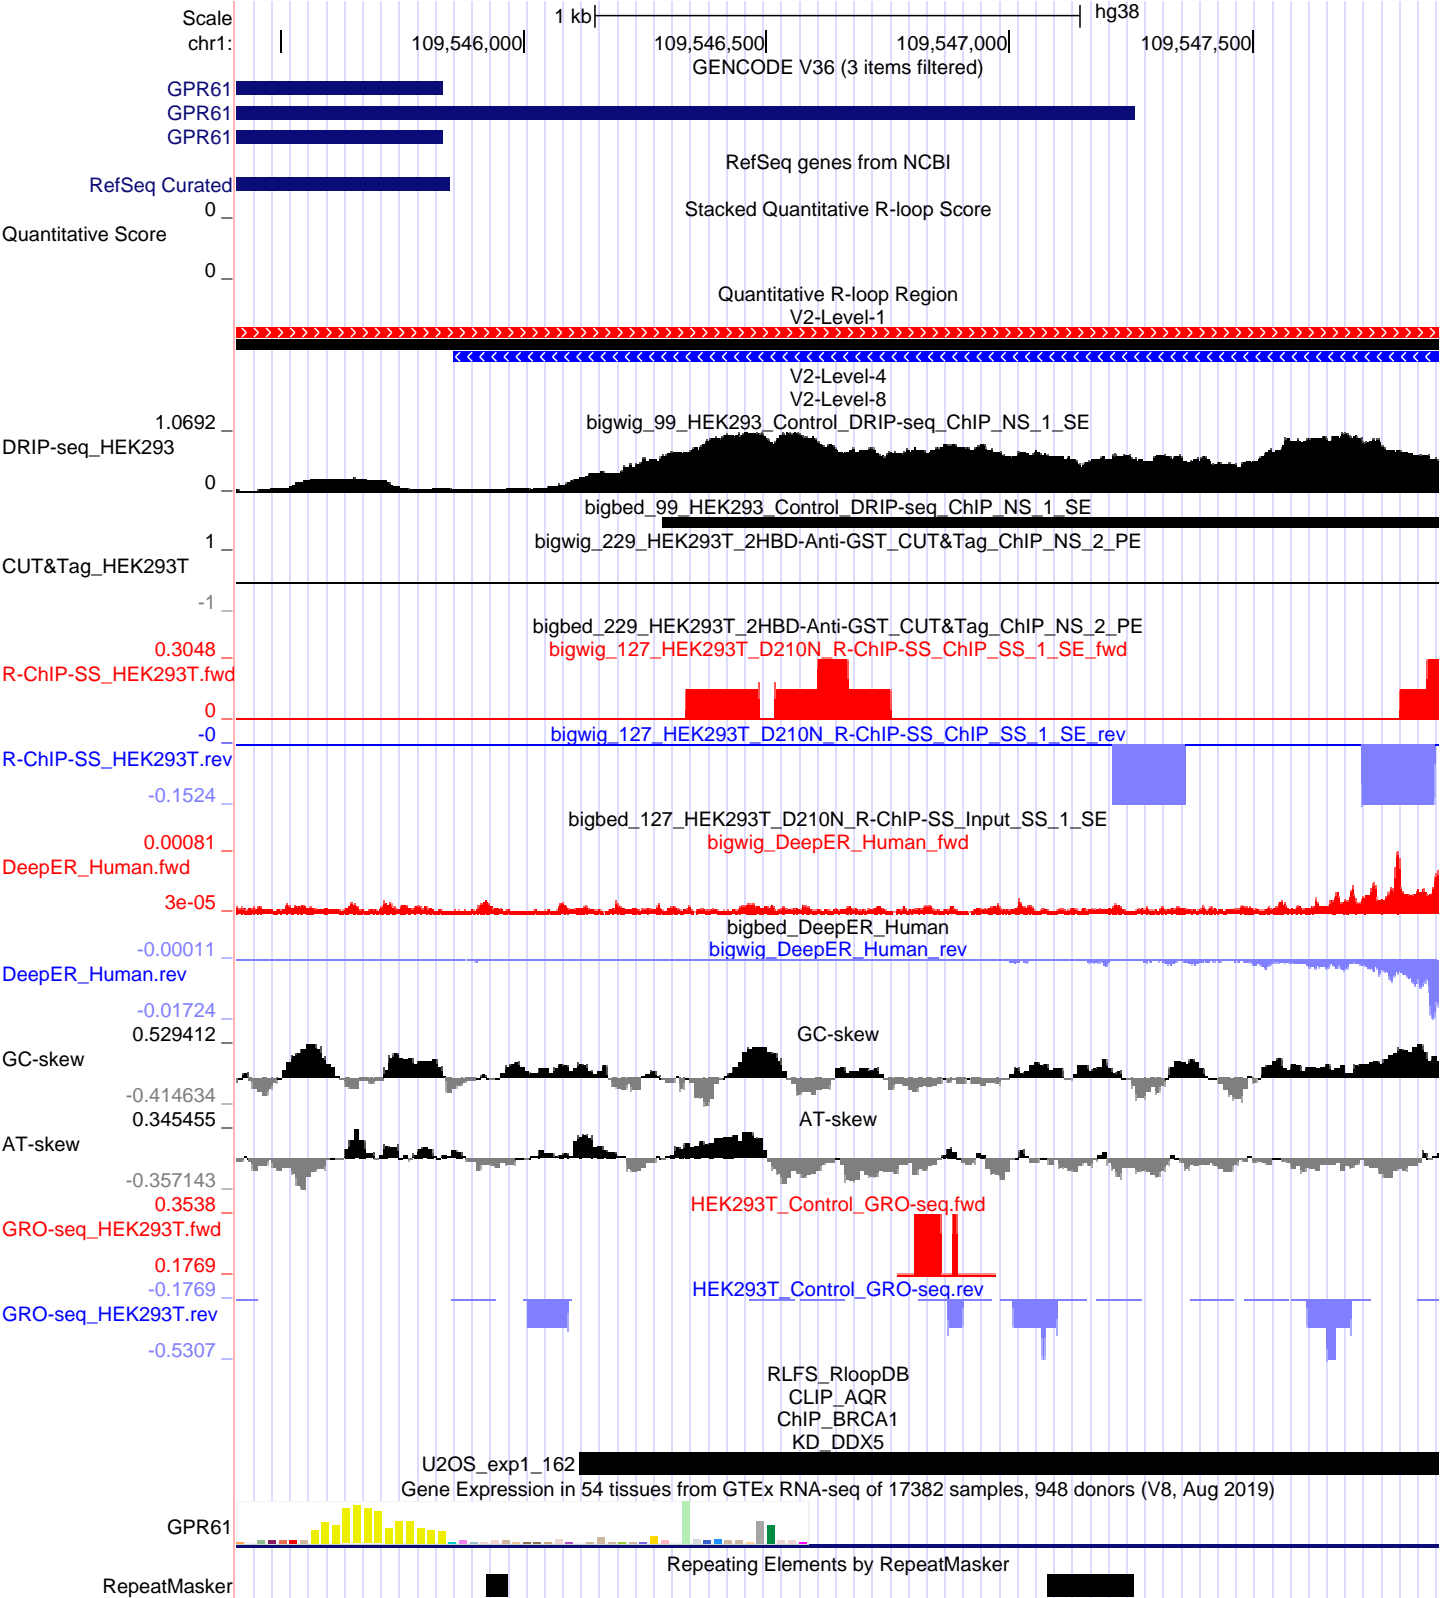 Scale 1 kb hg38
chr1: 109,546,000 109,546,500 109,547,000 109,547,500
GENCODE V36 (3 items filtered)
GPR61
GPR61
GPR61
RefSeq genes from NCBI
RefSeq Curated
0 Stacked Quantitative R-loop Score
Quantitative Score
0
Quantitative R-loop Region
V2-Level-1
V2-Level-4
V2-Level-8
1.0692 bigwig_99_HEK293_Control_DRIP-seq_ChIP_NS_1_SE
DRIP-seq_HEK293
0
bigbed_99_HEK293_Control_DRIP-seq_ChIP_NS_1_SE
1 bigwig_229_HEK293T_2HBD-Anti-GST_CUT&Tag_ChIP_NS_2_PE
CUT&Tag_HEK293T
-1
bigbed_229_HEK293T_2HBD-Anti-GST_CUT&Tag_ChIP_NS_2_PE
0.3048 bigwig_127_HEK293T_D210N_R-ChIP-SS_ChIP_SS_1_SE_fwd
R-ChIP-SS_HEK293T.fwd
0
-0 bigwig_127_HEK293T_D210N_R-ChIP-SS_ChIP_SS_1_SE_rev
R-ChIP-SS_HEK293T.rev
-0.1524
bigbed_127_HEK293T_D210N_R-ChIP-SS_Input_SS_1_SE
0.00081 bigwig_DeepER_Human_fwd
DeepER_Human.fwd
3e-05
bigbed_DeepER_Human
-0.00011 bigwig_DeepER_Human_rev
DeepER_Human.rev
-0.01724
0.529412 GC-skew
GC-skew
-0.414634
0.345455 AT-skew
AT-skew
-0.357143
0.3538 HEK293T_Control_GRO-seq.fwd
GRO-seq_HEK293T.fwd
0.1769
-0.1769 HEK293T_Control_GRO-seq.rev
GRO-seq_HEK293T.rev
-0.5307
RLFS_RloopDB
CLIP_AQR
ChIP_BRCA1
KD_DDX5
U2OS_exp1_162
Gene Expression in 54 tissues from GTEx RNA-seq of 17382 samples, 948 donors (V8, Aug 2019)
GPR61
Repeating Elements by RepeatMasker
RepeatMasker